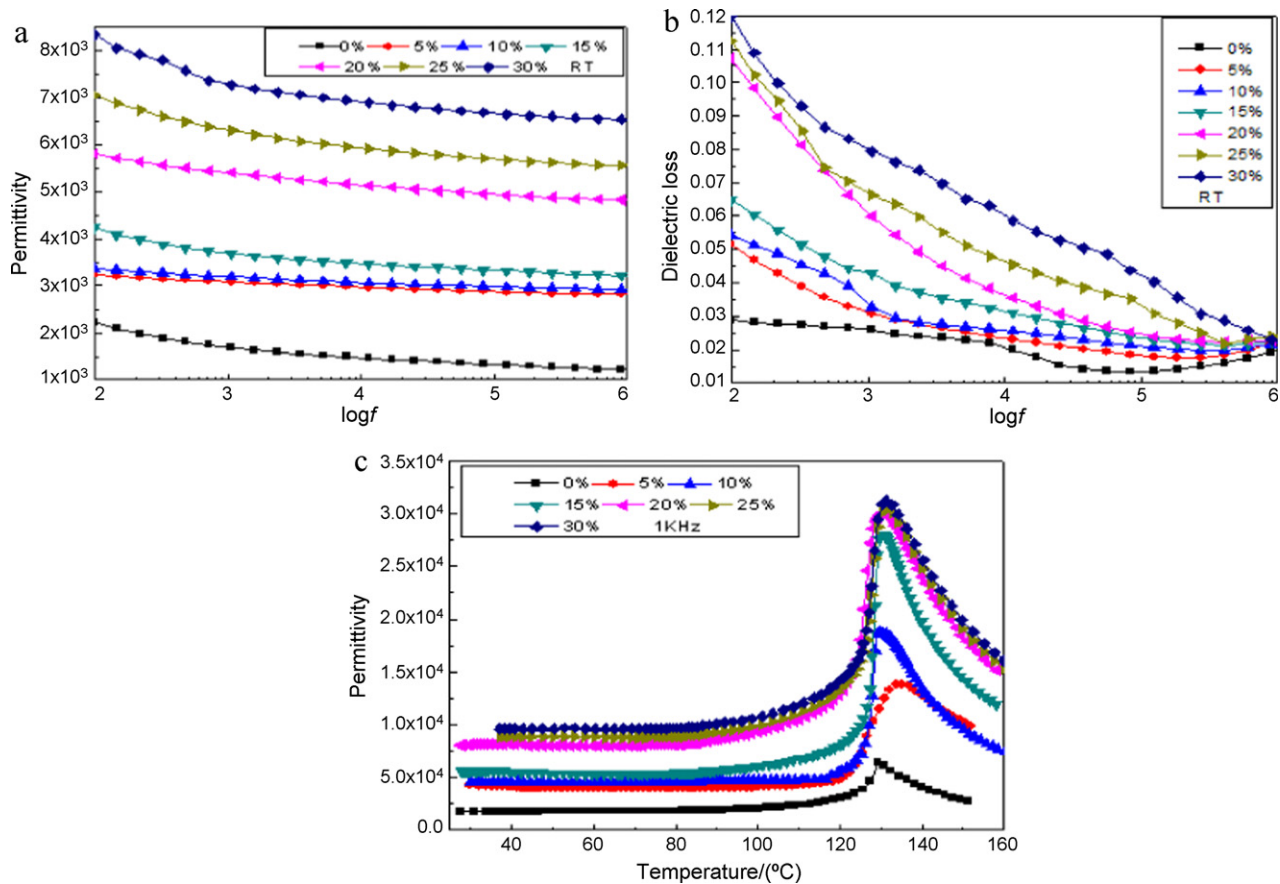 a
Permittivity
8x10³
7x10³
6x10³
5x10³
4x10³
3x10³
2x10³
1x10³
0% 5% 10% 15%
20% 25% 30% RT
2 3 4 5 6
logf
b
Dielectric loss
0.12
0.11
0.10
0.09
0.08
0.07
0.06
0.05
0.04
0.03
0.02
0.01
0%
5%
10%
15%
20%
25%
30%
RT
2 3 4 5 6
logf
c
Permittivity
3.5x10⁴
3.0x10⁴
2.5x10⁴
2.0x10⁴
1.5x10⁴
1.0x10⁴
5.0x10³
0.0
0% 5% 10%
15% 20% 25%
30% 1KHz
40 60 80 100 120 140 160
Temperature/(ºC)